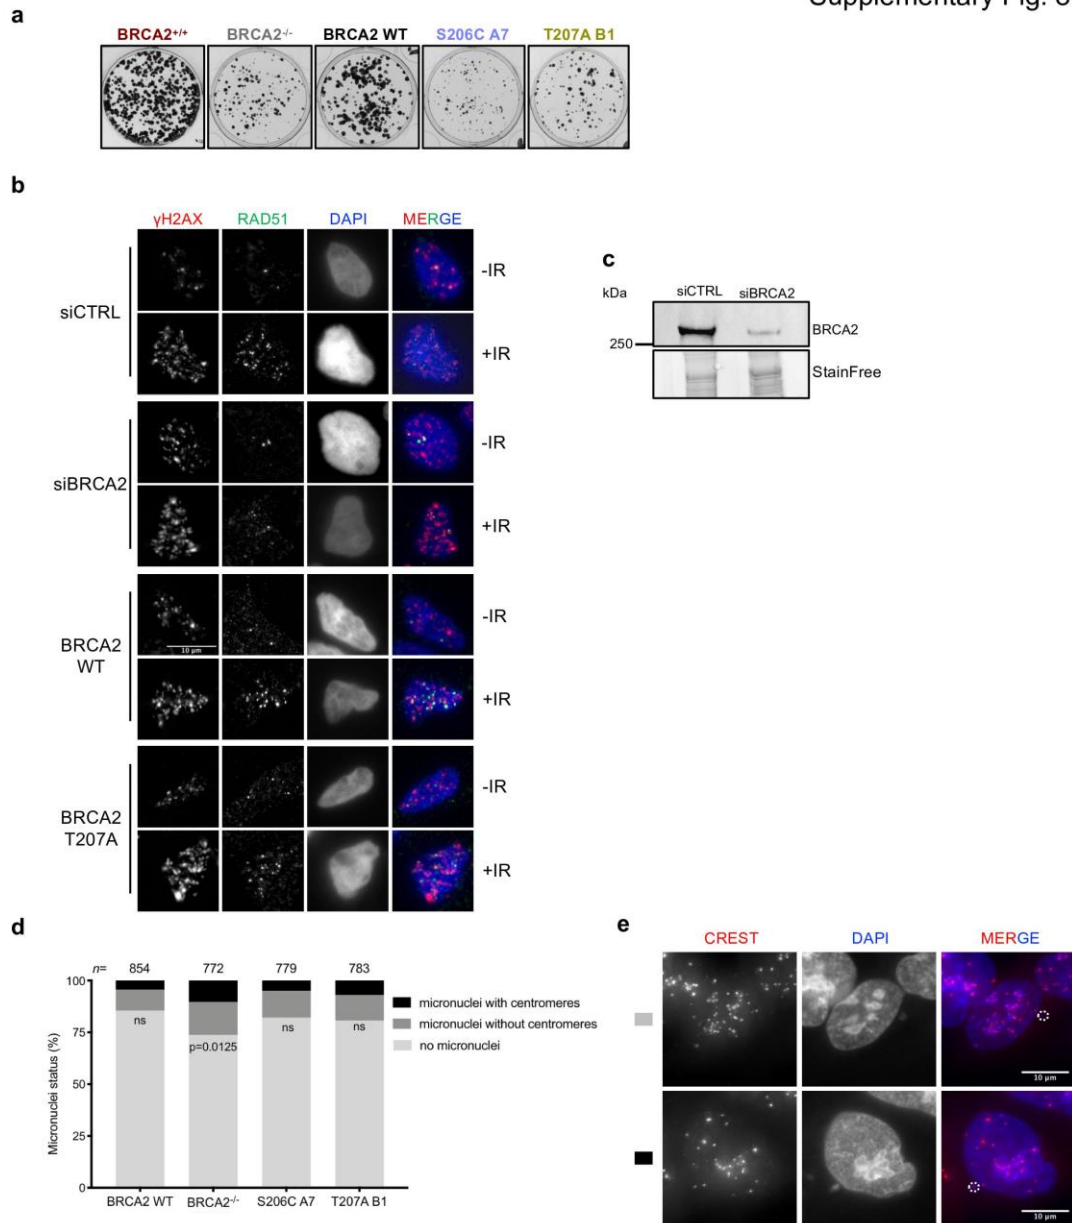 Supplementary Fig. 8
a
BRCA2+/+ BRCA2-/- BRCA2 WT S206C A7 T207A B1
b
γH2AX RAD51 DAPI MERGE
siCTRL
-IR
+IR
siBRCA2
-IR
+IR
BRCA2
WT
10 µm
-IR
+IR
BRCA2
T207A
-IR
+IR
c
kDa siCTRL siBRCA2
BRCA2
250
StainFree
d
n= 854 772 779 783
Micronuclei status (%)
100
75
50
25
0
ns p=0.0125 ns ns
BRCA2 WT BRCA2-/- S206C A7 T207A B1
micronuclei with centromeres
micronuclei without centromeres
no micronuclei
e
CREST DAPI MERGE
10 µm
10 µm